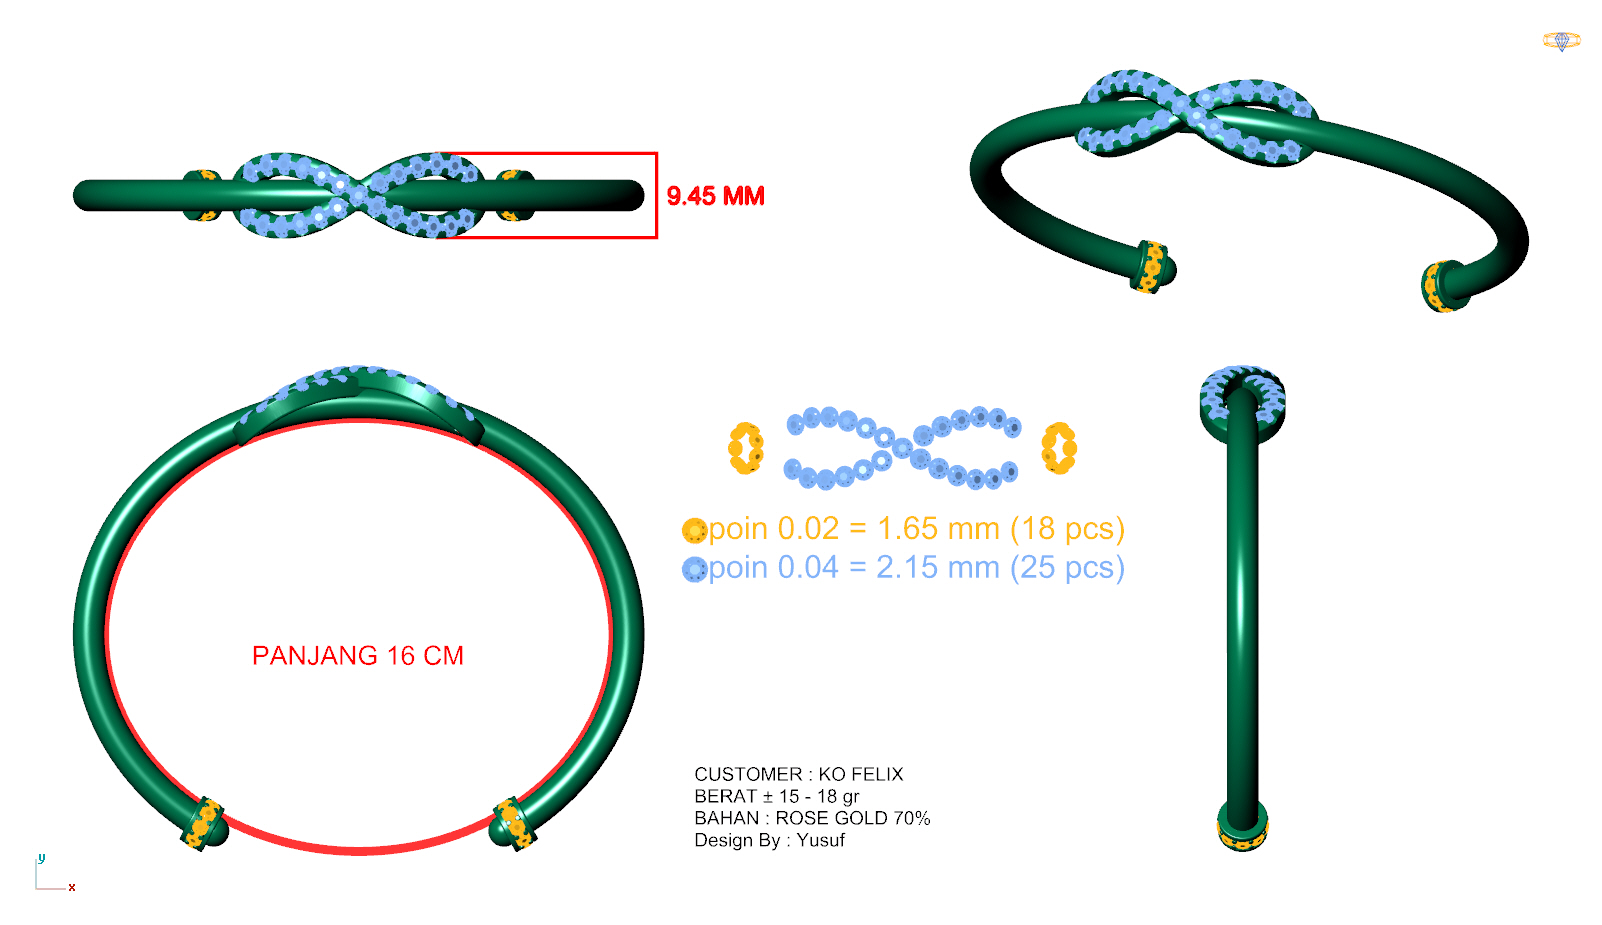 9.45 MM
poin 0.02 = 1.65 mm (18 pcs)
poin 0.04 = 2.15 mm (25 pcs)
PANJANG 16 CM
CUSTOMER : KO FELIX
BERAT ± 15 - 18 gr
BAHAN : ROSE GOLD 70%
Design By : Yusuf
y
x